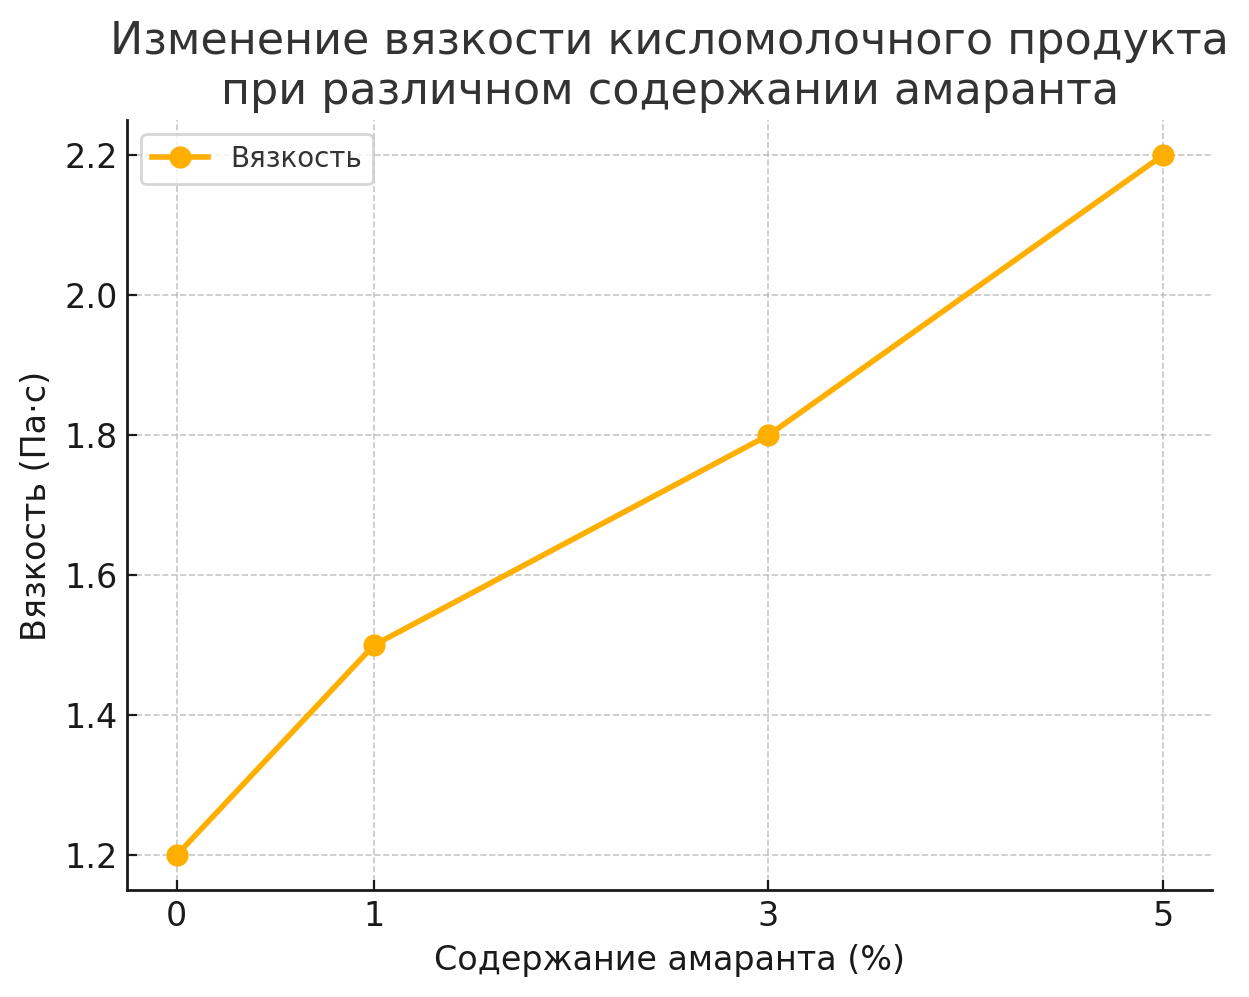 Изменение вязкости кисломолочного продукта
при различном содержании амаранта
Вязкость
2.2
2.0
1.8
1.6
1.4
1.2
Вязкость (Па·с)
0 1 3 5
Содержание амаранта (%)